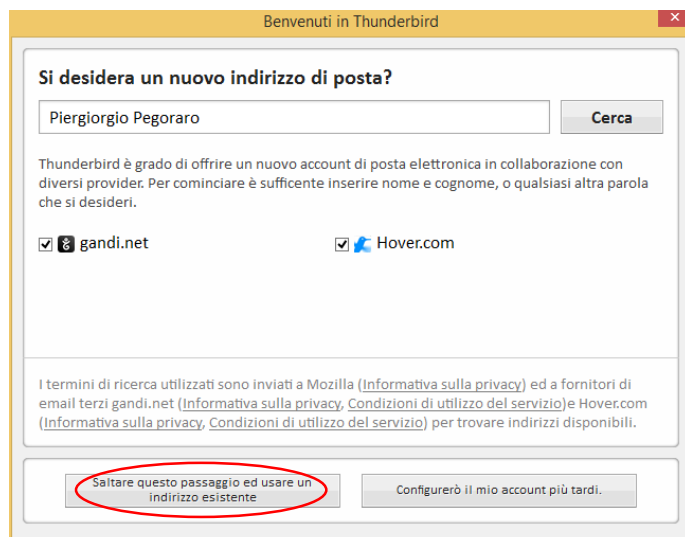 Benvenuti in Thunderbird
Si desidera un nuovo indirizzo di posta?
Piergiorgio Pegoraro
Cerca
Thunderbird è grado di offrire un nuovo account di posta elettronica in collaborazione con
diversi provider. Per cominciare è sufficente inserire nome e cognome, o qualsiasi altra parola
che si desideri.
gandi.net
Hover.com
I termini di ricerca utilizzati sono inviati a Mozilla (Informativa sulla privacy) ed a fornitori di
email terzi gandi.net (Informativa sulla privacy, Condizioni di utilizzo del servizio)e Hover.com
(Informativa sulla privacy, Condizioni di utilizzo del servizio) per trovare indirizzi disponibili.
Saltare questo passaggio ed usare un
indirizzo esistente
Configurerò il mio account più tardi.